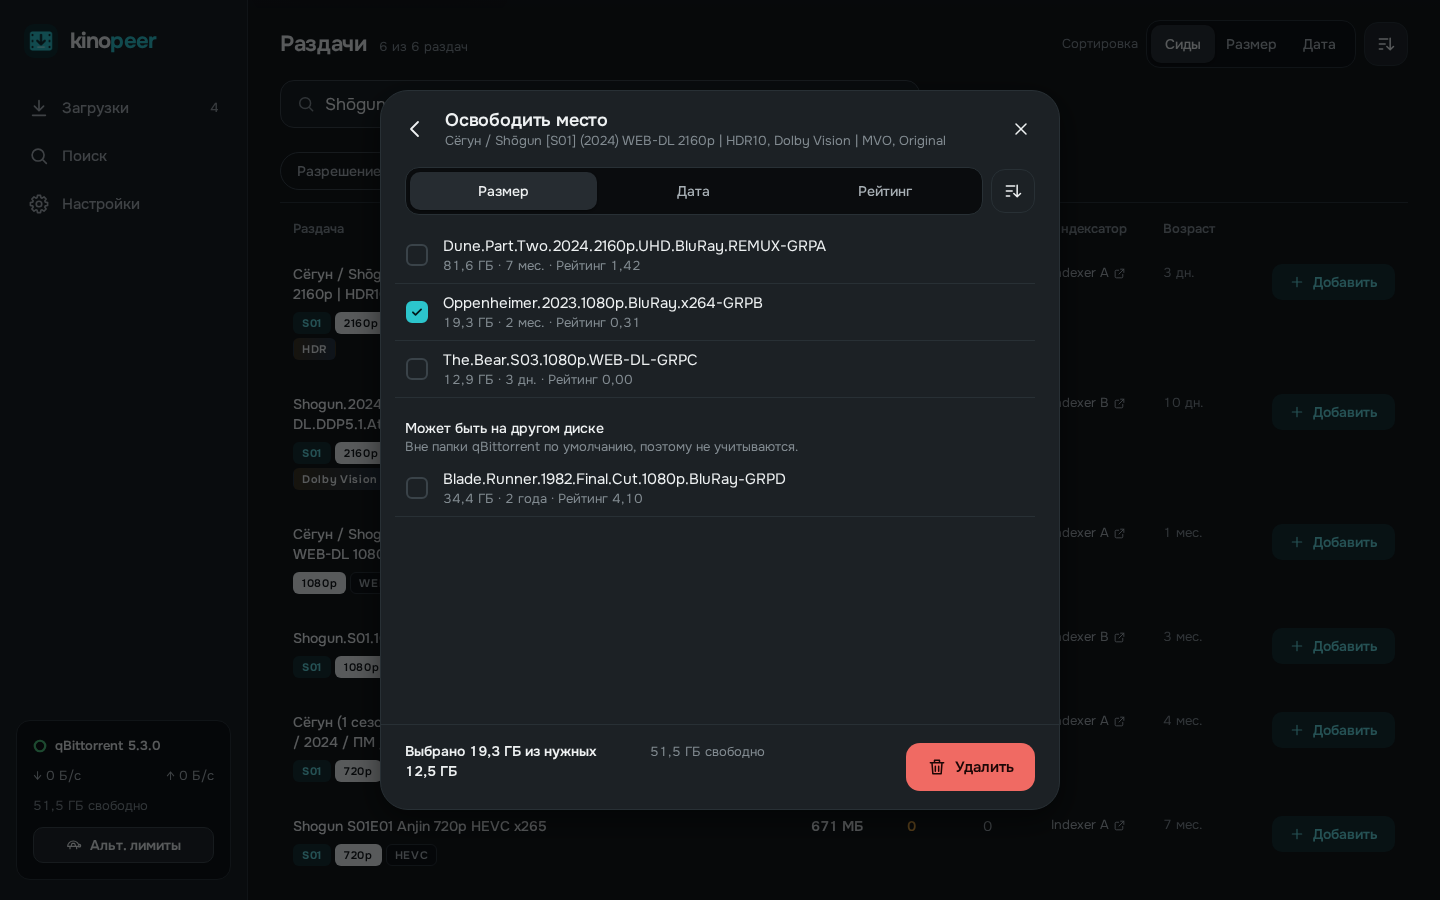 kinopeer
Загрузки 4
Поиск
Настройки
qBittorrent 5.3.0
↓ 0 Б/с ↑ 0 Б/с
51,5 ГБ свободно
Альт. лимиты
Раздачи 6 из 6 раздач
Сортировка Сиды Размер Дата
Shōgun
Разрешение
Раздача Возраст
Освободить место
Сёгун / Shōgun [S01] (2024) WEB-DL 2160p | HDR10, Dolby Vision | MVO, Original
Размер Дата Рейтинг
Dune.Part.Two.2024.2160p.UHD.BluRay.REMUX-GRPA
81,6 ГБ · 7 мес. · Рейтинг 1,42
Oppenheimer.2023.1080p.BluRay.x264-GRPB
19,3 ГБ · 2 мес. · Рейтинг 0,31
The.Bear.S03.1080p.WEB-DL-GRPC
12,9 ГБ · 3 дн. · Рейтинг 0,00
Может быть на другом диске
Вне папки qBittorrent по умолчанию, поэтому не учитываются.
Blade.Runner.1982.Final.Cut.1080p.BluRay-GRPD
34,4 ГБ · 2 года · Рейтинг 4,10
Выбрано 19,3 ГБ из нужных
12,5 ГБ
51,5 ГБ свободно
Удалить
Сёгун / Shōg
ndexer A 3 дн. Добавить
2160p | HDR1
S01 2160p
HDR
Shogun.2024
dexer B 10 дн. Добавить
DL.DDP5.1.At
S01 2160p
Dolby Vision
Сёгун / Shog
ndexer A 1 мес. Добавить
WEB-DL 1080
1080p WE
Shogun.S01.1
dexer B 3 мес. Добавить
S01 1080p
Сёгун (1 сезо
ndexer A 4 мес. Добавить
/ 2024 / ПМ
S01 720p
Shogun S01E01 Anjin 720p HEVC x265 671 МБ 0 0 Indexer A 7 мес. Добавить
S01 720p HEVC